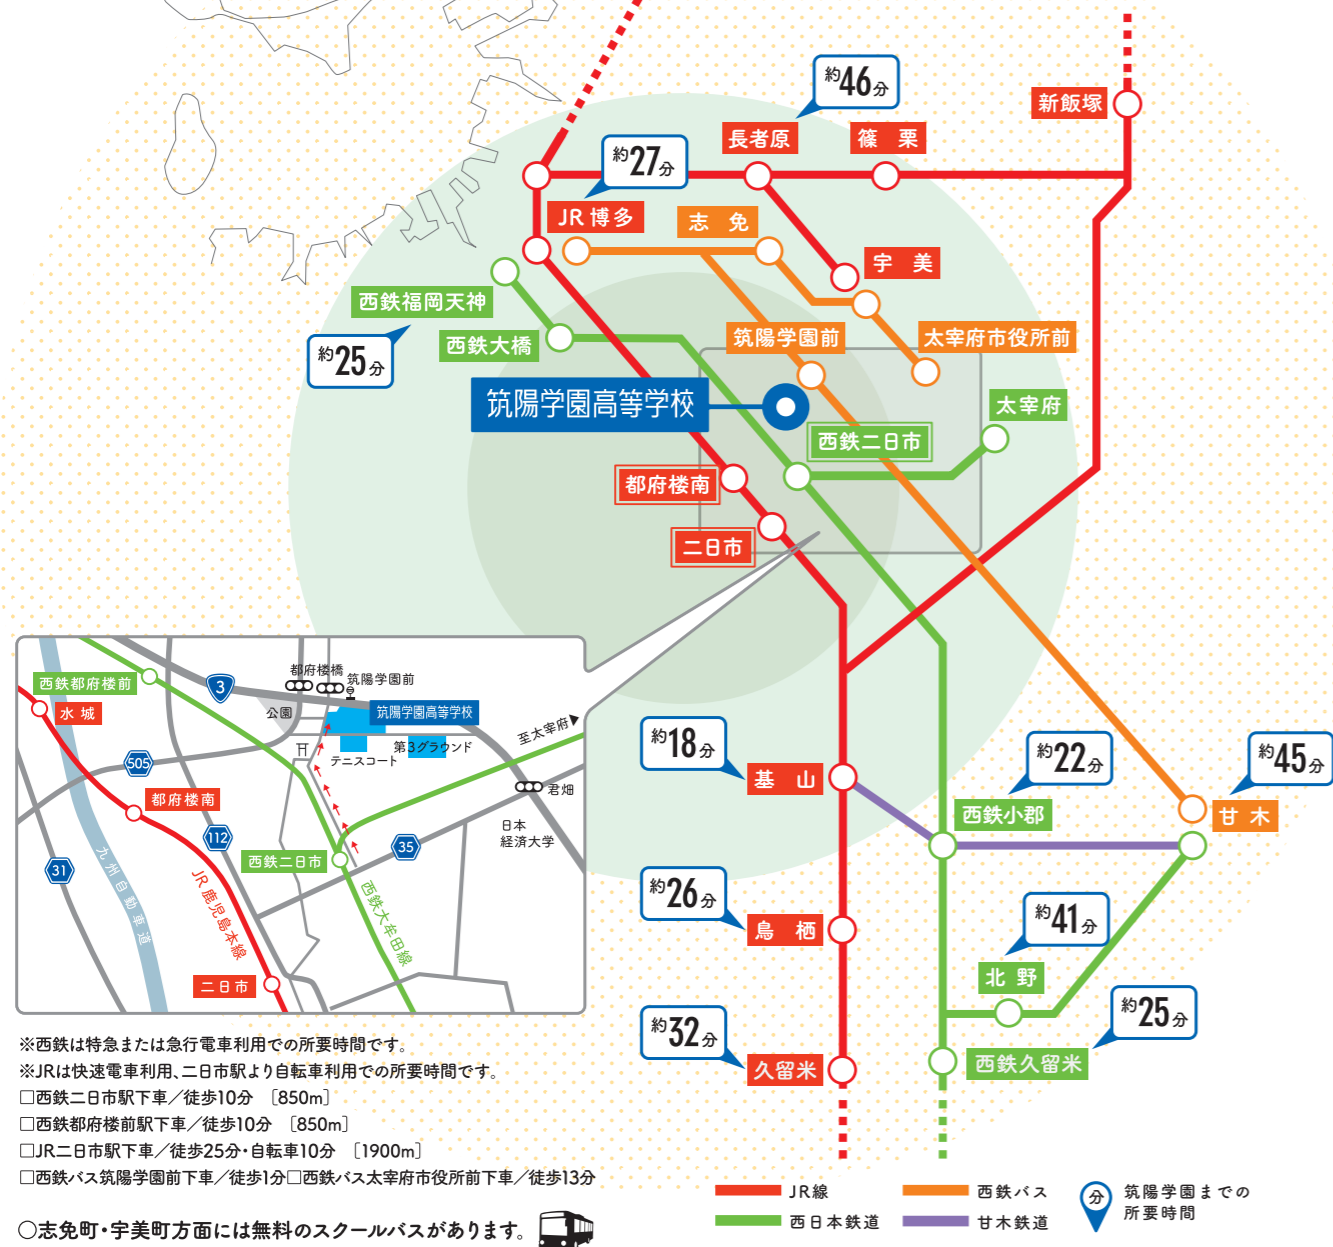 約46分
新飯塚
長者原
篠 栗
約27分
JR 博多
志 免
宇 美
西鉄福岡天神
西鉄大橋
筑陽学園前
太宰府市役所前
約25分
筑陽学園高等学校
太宰府
西鉄二日市
都府楼南
二日市
都府楼橋
筑陽学園前
西鉄都府楼前
3
水 城
公園
筑陽学園高等学校
至太宰府▶
第3グラウンド
テニスコート
505
君畑
都府楼南
日本
経済大学
112
35
西鉄二日市
31
九州自動車道
JR鹿児島本線
西鉄大牟田線
二日市
約18分
基 山
約22分
約45分
西鉄小郡
甘 木
約26分
鳥 栖
約41分
北 野
約25分
約32分
久留米
西鉄久留米
※西鉄は特急または急行電車利用での所要時間です。
※JRは快速電車利用、二日市駅より自転車利用での所要時間です。
□西鉄二日市駅下車／徒歩10分 [850m]
□西鉄都府楼前駅下車／徒歩10分 [850m]
□JR二日市駅下車／徒歩25分・自転車10分 [1900m]
□西鉄バス筑陽学園前下車／徒歩1分□西鉄バス太宰府市役所前下車／徒歩13分
○志免町・宇美町方面には無料のスクールバスがあります。
JR線
西鉄バス
西日本鉄道
甘木鉄道
分
筑陽学園までの
所要時間